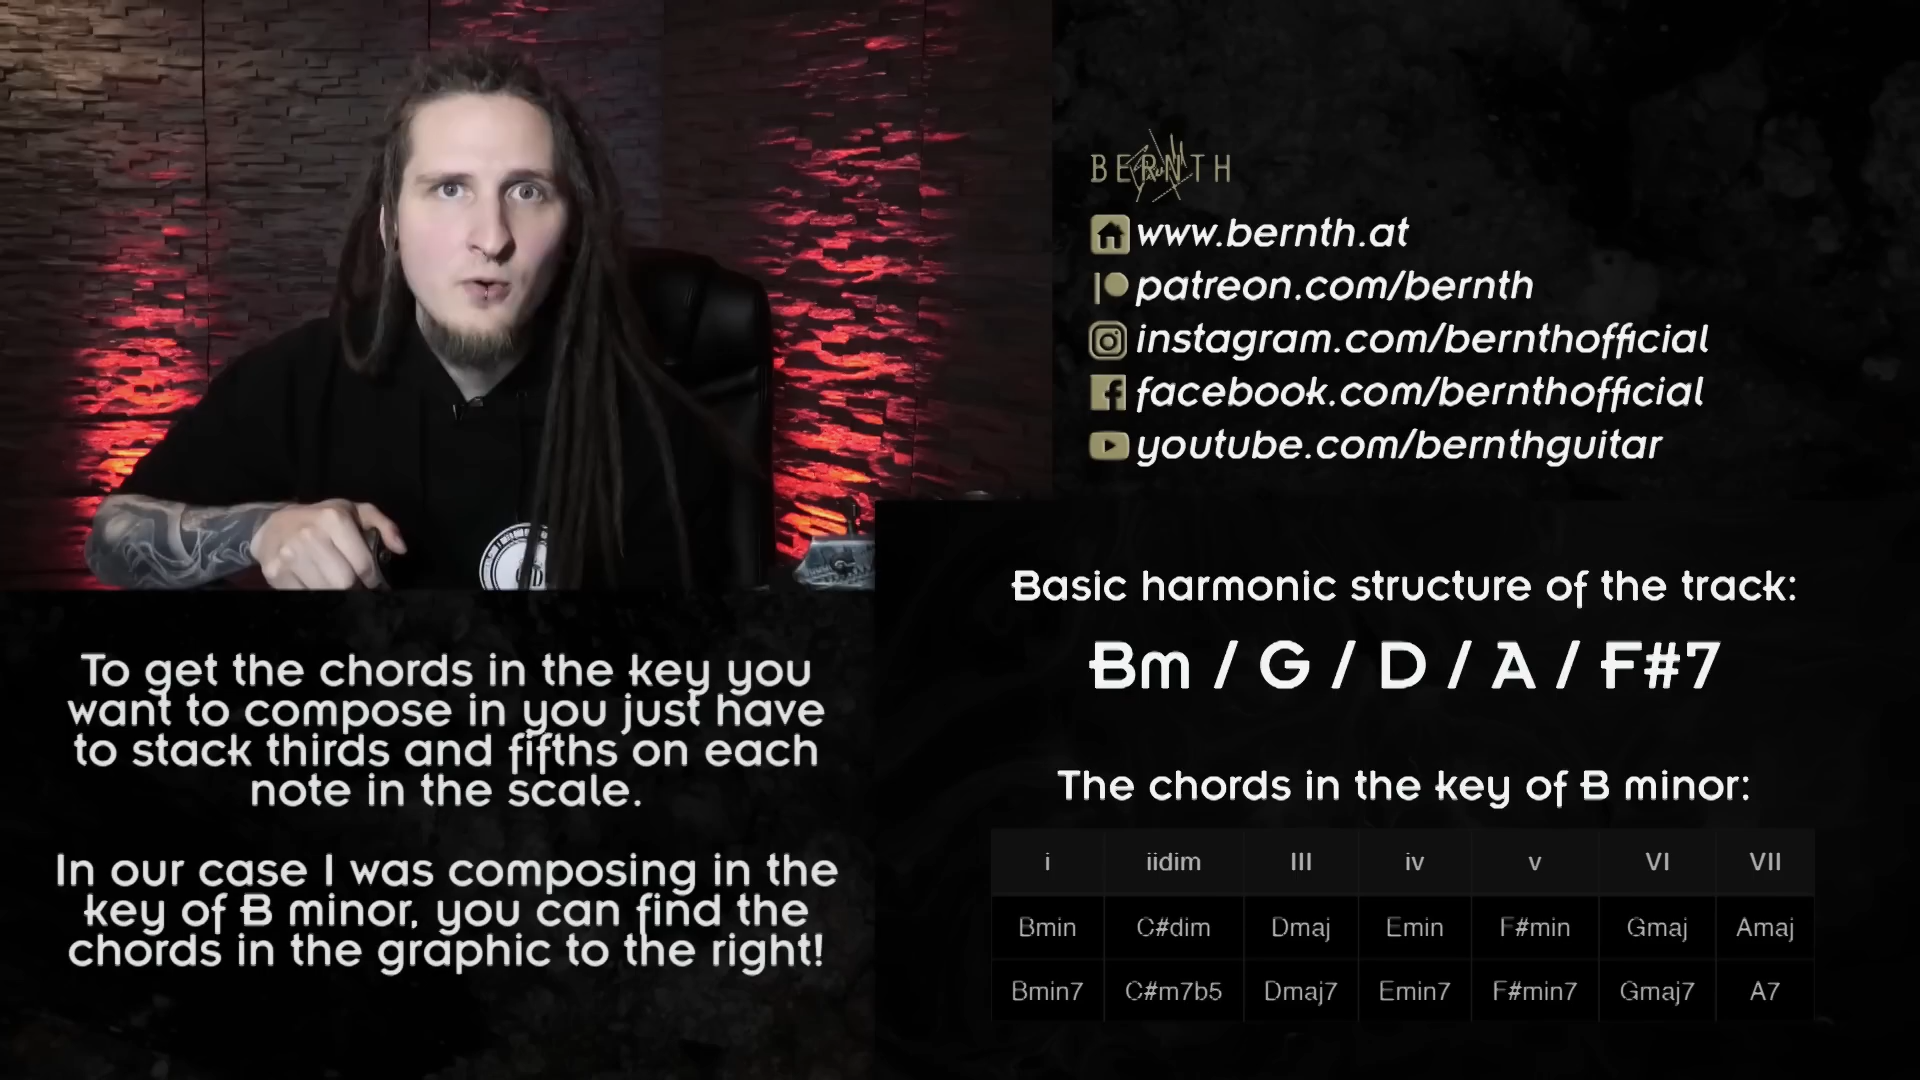 BERNTH
www.bernth.at
patreon.com/bernth
instagram.com/bernthofficial
facebook.com/bernthofficial
youtube.com/bernthguitar
To get the chords in the key you
want to compose in you just have
to stack thirds and fifths on each
note in the scale.
In our case I was composing in the
key of B minor, you can find the
chords in the graphic to the right!
Basic harmonic structure of the track:
Bm / G / D / A / F#7
The chords in the key of B minor:
i iidim III iv v VI VII
Bmin C#dim Dmaj Emin F#min Gmaj Amaj
Bmin7 C#m7b5 Dmaj7 Emin7 F#min7 Gmaj7 A7